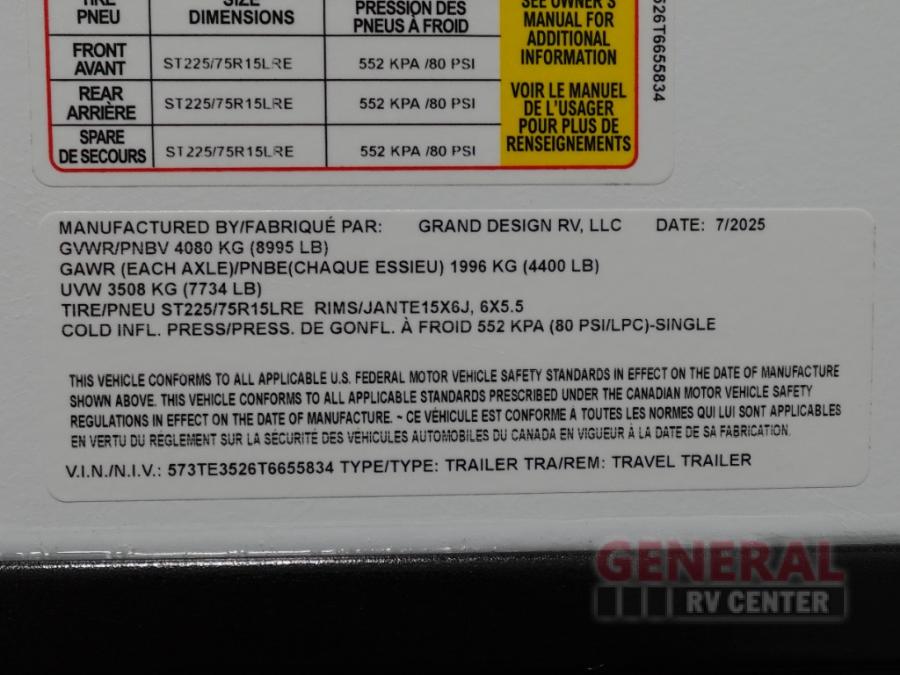 TIRE SIZE PRESSION DES SEE OWNER'S
PNEU DIMENSIONS PNEUS À FROID MANUAL FOR
ADDITIONAL
INFORMATION
FRONT
AVANT ST225/75R15LRE 552 KPA /80 PSI
REAR
ARRIÈRE ST225/75R15LRE 552 KPA /80 PSI
SPARE
DE SECOURS ST225/75R15LRE 552 KPA /80 PSI
VOIR LE MANUEL
DE L'USAGER
POUR PLUS DE
RENSEIGNEMENTS
526T6655834
MANUFACTURED BY/FABRIQUÉ PAR: GRAND DESIGN RV, LLC DATE: 7/2025
GVWR/PNBV 4080 KG (8995 LB)
GAWR (EACH AXLE)/PNBE(CHAQUE ESSIEU) 1996 KG (4400 LB)
UVW 3508 KG (7734 LB)
TIRE/PNEU ST225/75R15LRE RIMS/JANTE15X6J, 6X5.5
COLD INFL. PRESS/PRESS. DE GONFL. À FROID 552 KPA (80 PSI/LPC)-SINGLE
THIS VEHICLE CONFORMS TO ALL APPLICABLE U.S. FEDERAL MOTOR VEHICLE SAFETY STANDARDS IN EFFECT ON THE DATE OF MANUFACTURE
SHOWN ABOVE. THIS VEHICLE CONFORMS TO ALL APPLICABLE STANDARDS PRESCRIBED UNDER THE CANADIAN MOTOR VEHICLE SAFETY
REGULATIONS IN EFFECT ON THE DATE OF MANUFACTURE. ~ CE VÉHICULE EST CONFORME À TOUTES LES NORMES QUI LUI SONT APPLICABLES
EN VERTU DU RÈGLEMENT SUR LA SÉCURITÉ DES VÉHICULES AUTOMOBILES DU CANADA EN VIGUEUR À LA DATE DE SA FABRICATION.
V.I.N./N.I.V.: 573TE3526T6655834 TYPE/TYPE: TRAILER TRA/REM: TRAVEL TRAILER
GENERAL
RV CENTER